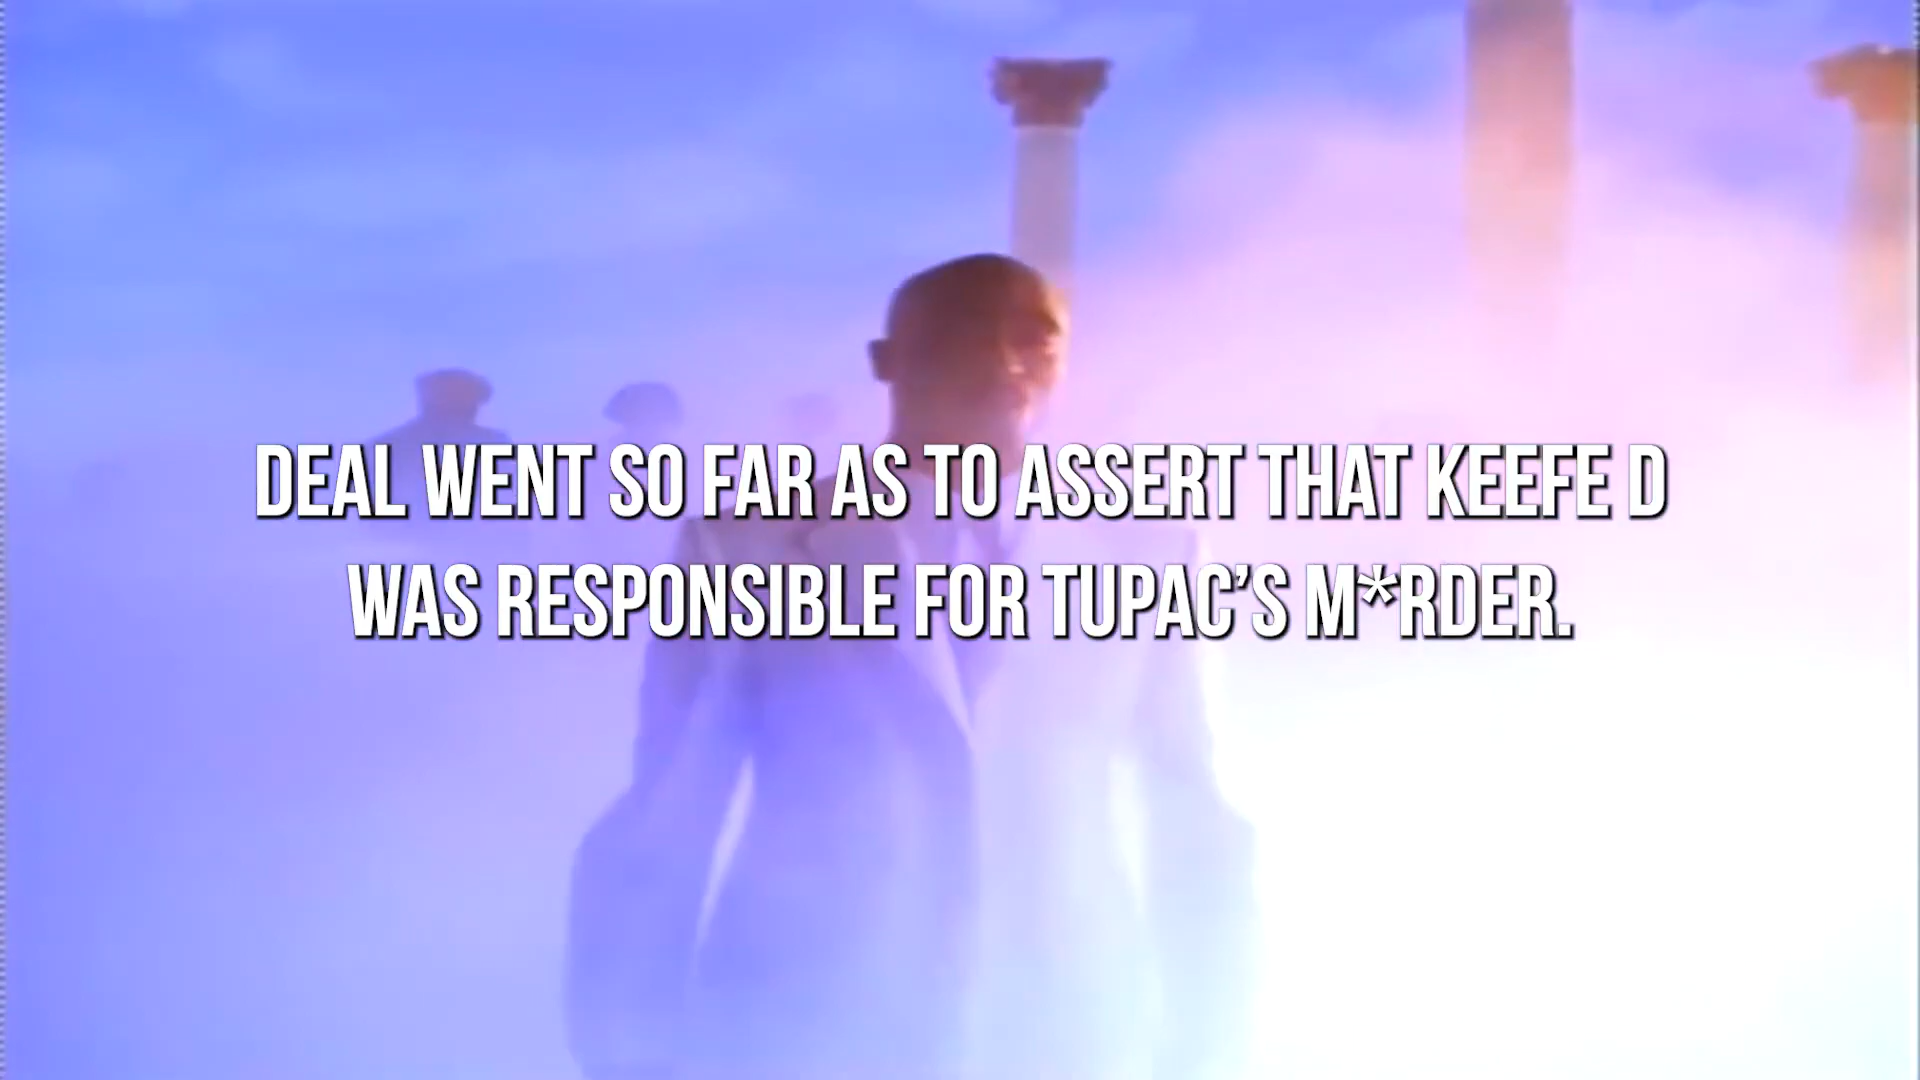 DEAL WENT SO FAR AS TO ASSERT THAT KEEFE D
WAS RESPONSIBLE FOR TUPAC'S M*RDER.